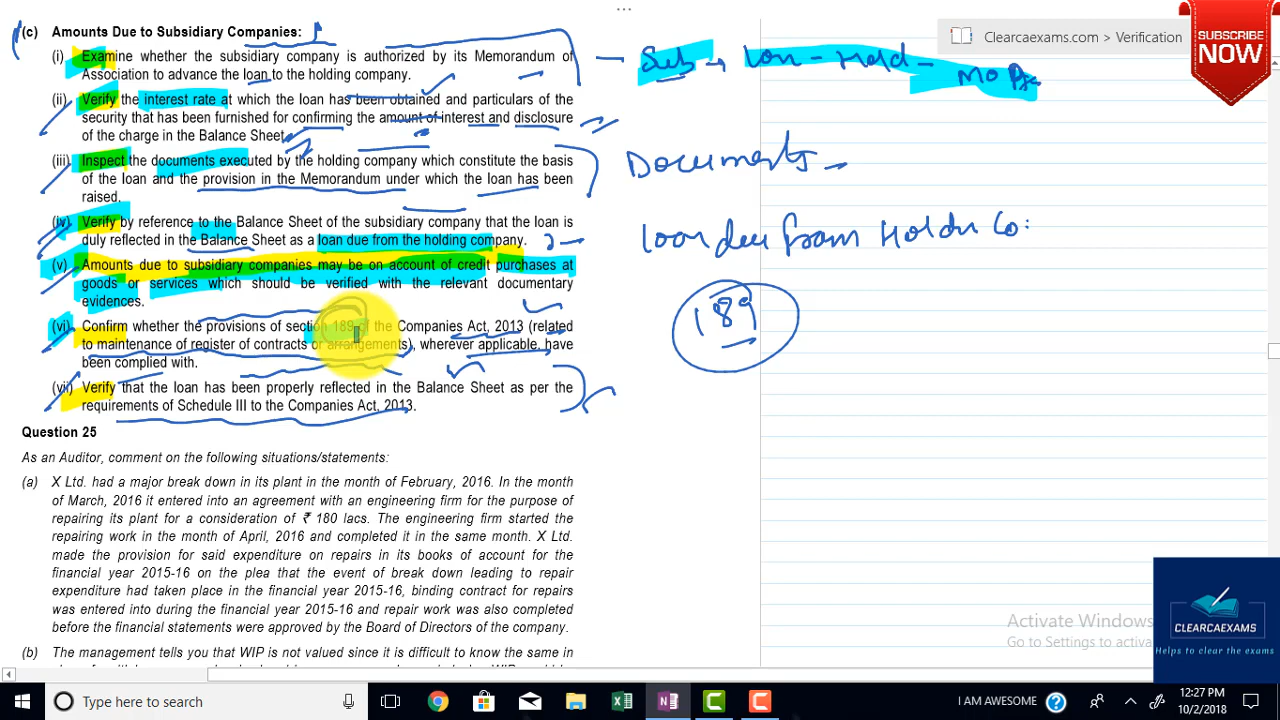 (c) Amounts Due to Subsidiary Companies:
(i) Examine whether the subsidiary company is authorized by its Memorandum of
Association to advance the loan to the holding company.
(ii) Verify the interest rate at which the loan has been obtained and particulars of the
security that has been furnished for confirming the amount of interest and disclosure
of the charge in the Balance Sheet.
(iii) Inspect the documents executed by the holding company which constitute the basis
of the loan and the provision in the Memorandum under which the loan has been
raised.
(iv) Verify by reference to the Balance Sheet of the subsidiary company that the loan is
duly reflected in the Balance Sheet as a loan due from the holding company.
(v) Amounts due to subsidiary companies may be on account of credit purchases at
goods or services which should be verified with the relevant documentary
evidences.
(vi) Confirm whether the provisions of section 189 of the Companies Act, 2013 (related
to maintenance of register of contracts or arrangements), wherever applicable, have
been complied with.
(vii) Verify that the loan has been properly reflected in the Balance Sheet as per the
requirements of Schedule III to the Companies Act, 2013.
Question 25
As an Auditor, comment on the following situations/statements:
(a) X Ltd. had a major break down in its plant in the month of February, 2016. In the month
of March, 2016 it entered into an agreement with an engineering firm for the purpose of
repairing its plant for a consideration of ₹ 180 lacs. The engineering firm started the
repairing work in the month of April, 2016 and completed it in the same month. X Ltd.
made the provision for said expenditure on repairs in its books of account for the
financial year 2015-16 on the plea that the event of break down leading to repair
expenditure had taken place in the financial year 2015-16, binding contract for repairs
was entered into during the financial year 2015-16 and repair work was also completed
before the financial statements were approved by the Board of Directors of the company.
(b) The management tells you that WIP is not valued since it is difficult to know the same in
Sub → Loan - Hold -
Documents -
Loan due from Holdn Co:
189
Clearcaexams.com > Verification
SUBSCRIBE
NOW
Activate Windows
Go to Settings to activa
CLEARCAEXAMS
Helps to clear the exams
Type here to search
I AM AWESOME
12:27 PM
10/2/2018